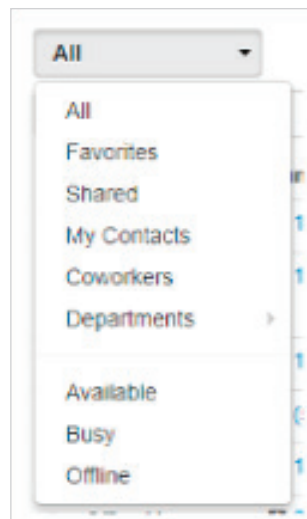 All
All
Favorites
Shared
My Contacts
Coworkers
Departments
Available
Busy
Offline